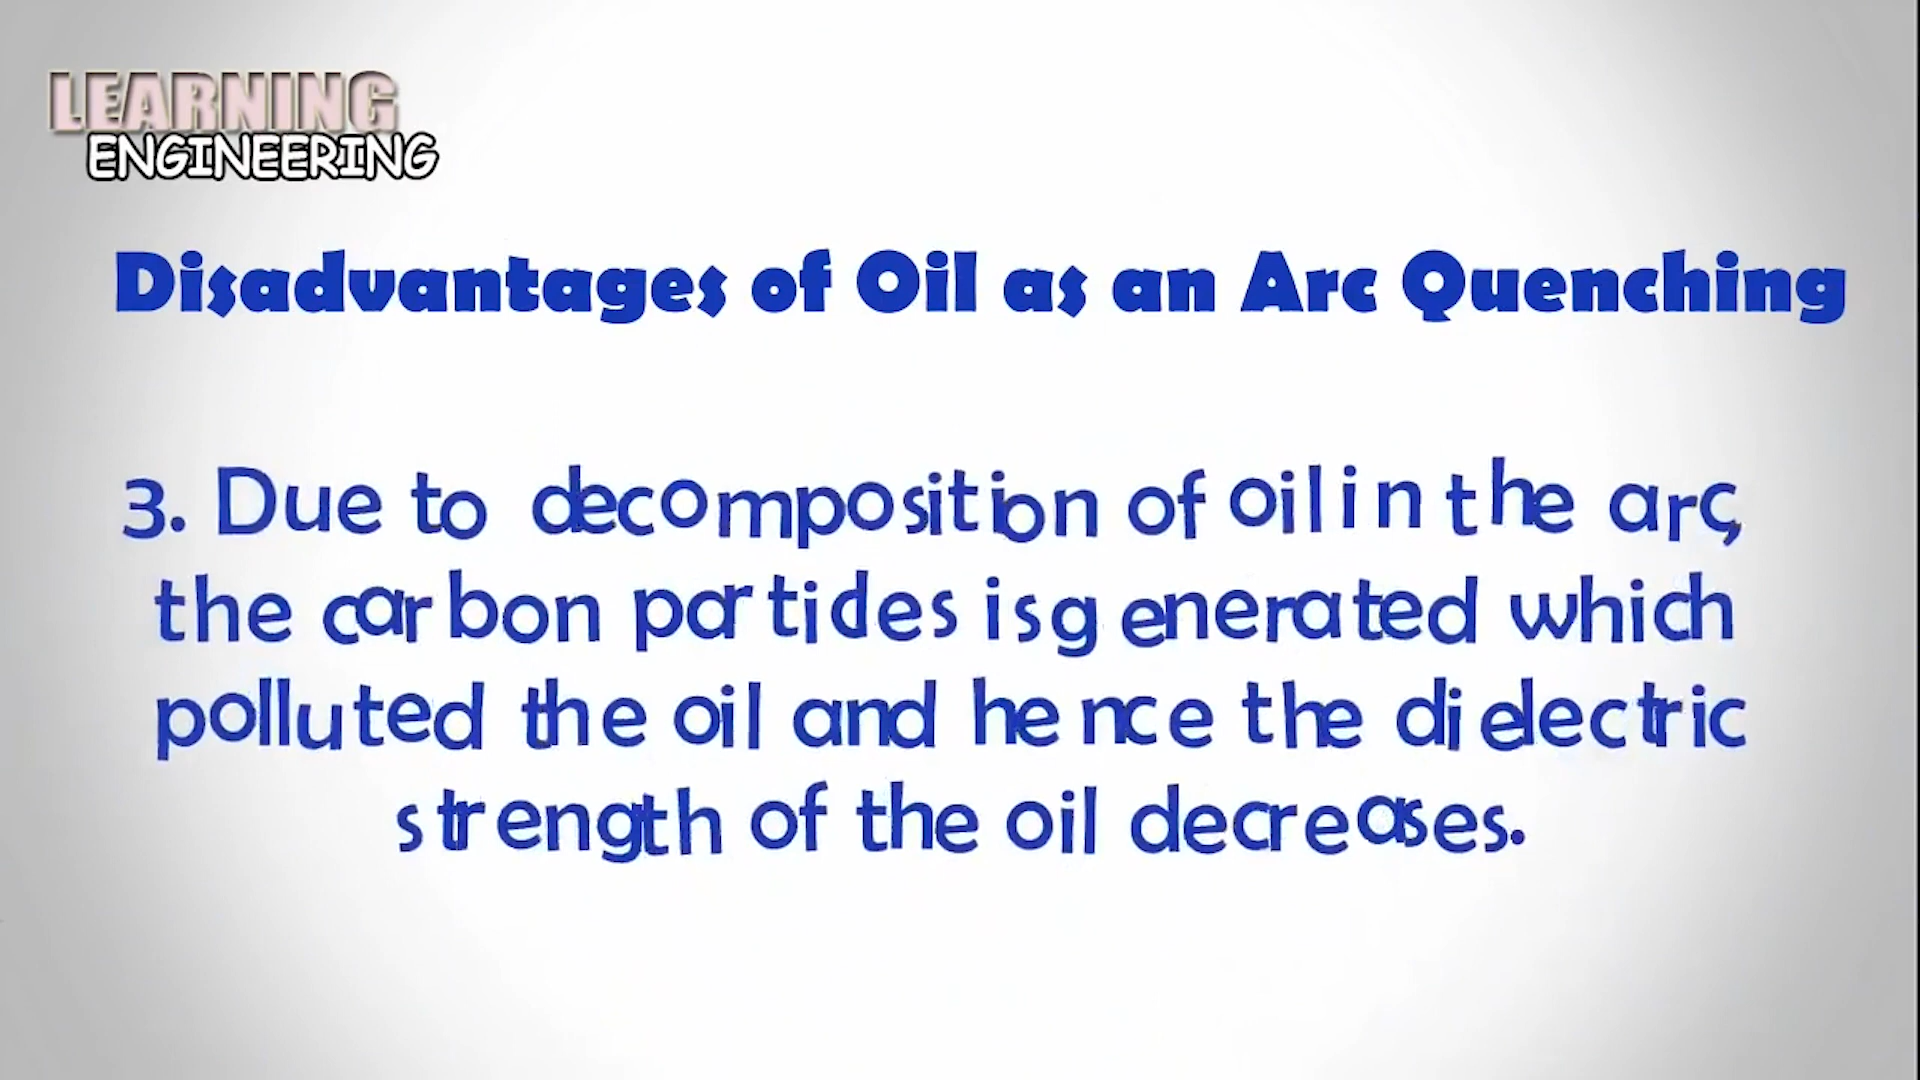 LEARNING
ENGINEERING
Disadvantages of Oil as an Arc Quenching
3. Due to decomposition of oil in the arc,
the carbon particles is generated which
polluted the oil and hence the dielectric
strength of the oil decreases.